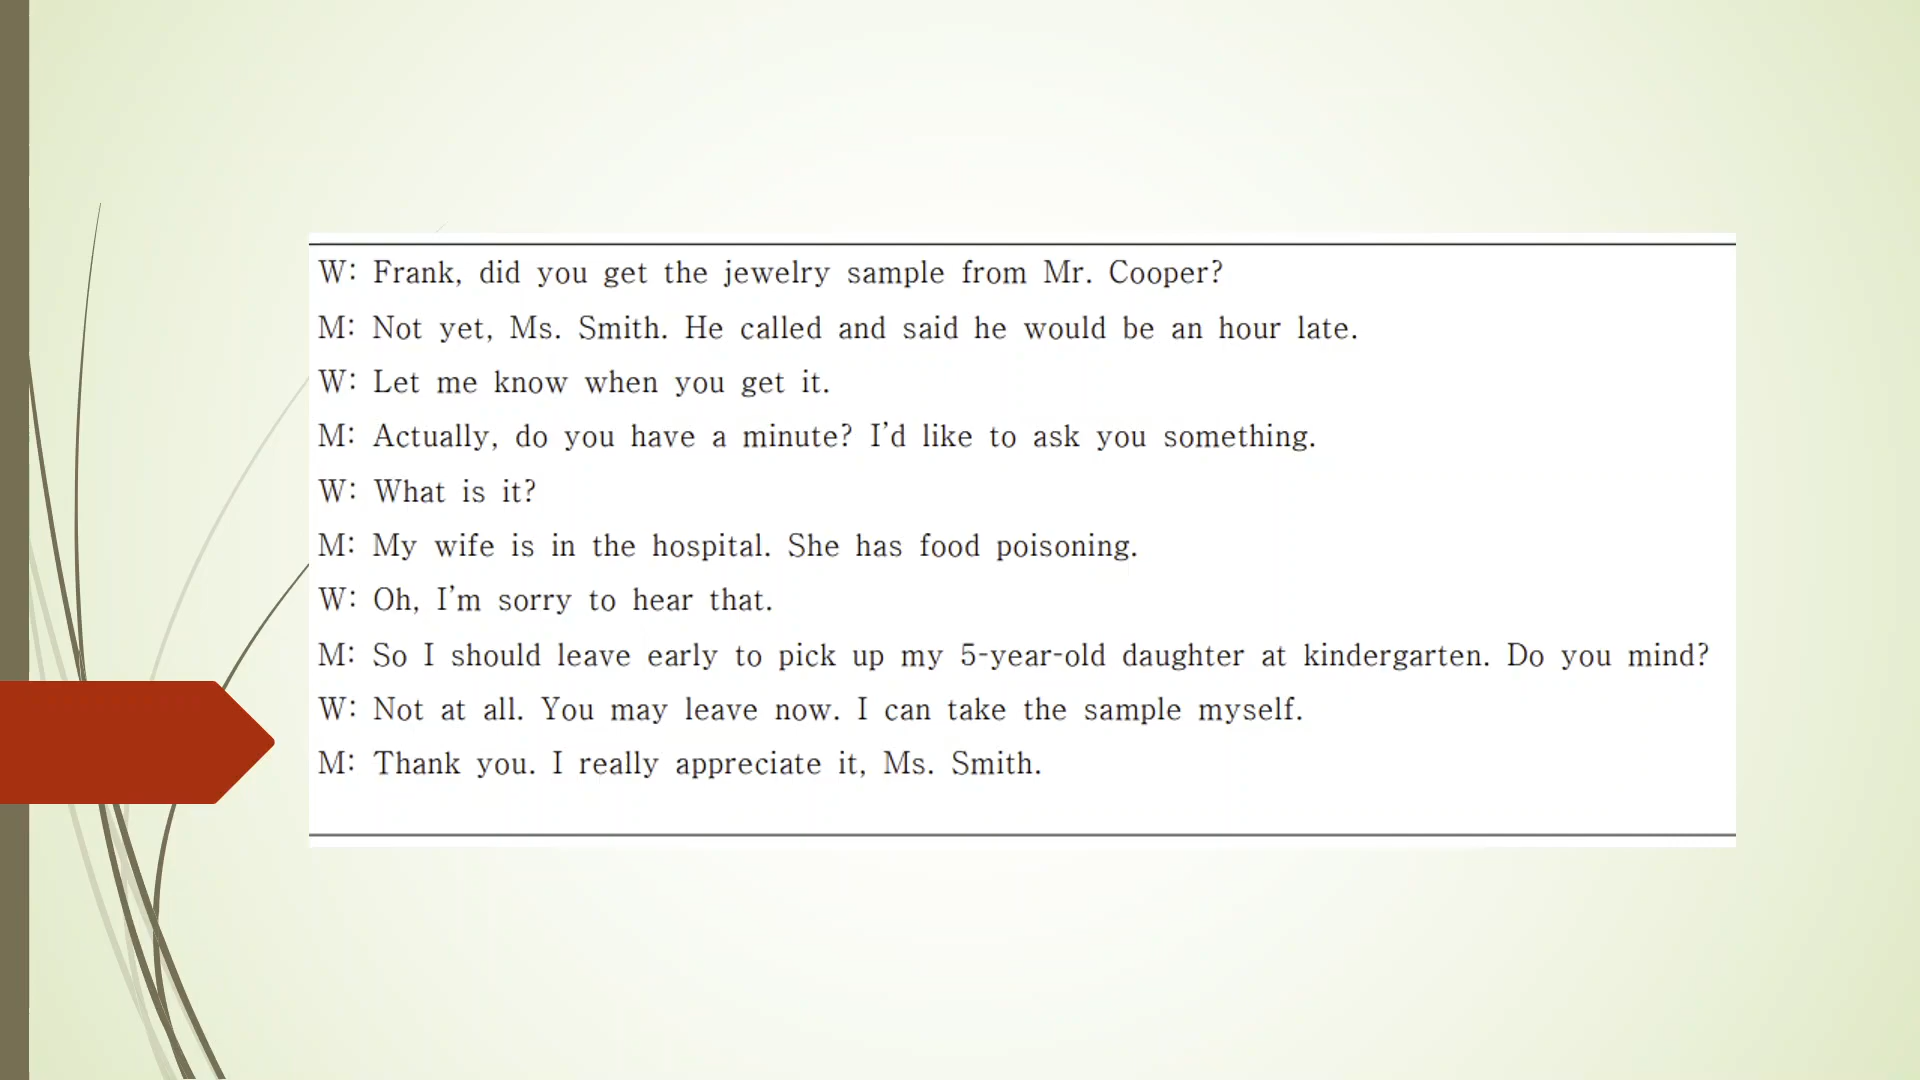 W: Frank, did you get the jewelry sample from Mr. Cooper?
M: Not yet, Ms. Smith. He called and said he would be an hour late.
W: Let me know when you get it.
M: Actually, do you have a minute? I'd like to ask you something.
W: What is it?
M: My wife is in the hospital. She has food poisoning.
W: Oh, I'm sorry to hear that.
M: So I should leave early to pick up my 5-year-old daughter at kindergarten. Do you mind?
W: Not at all. You may leave now. I can take the sample myself.
M: Thank you. I really appreciate it, Ms. Smith.